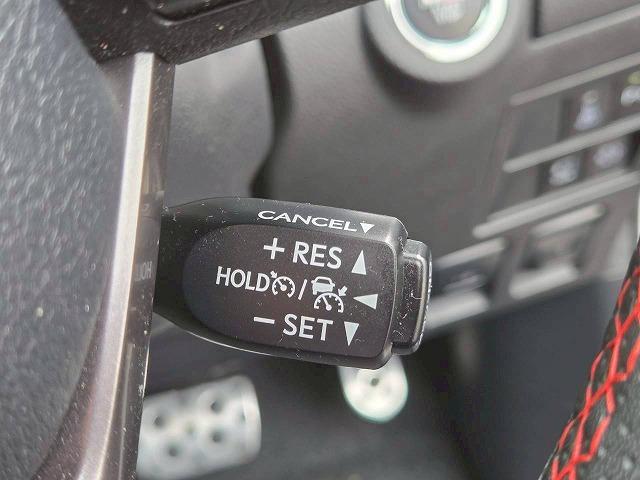 CANCEL▼
+ RES ▲
HOLD / ◀
− SET ▼